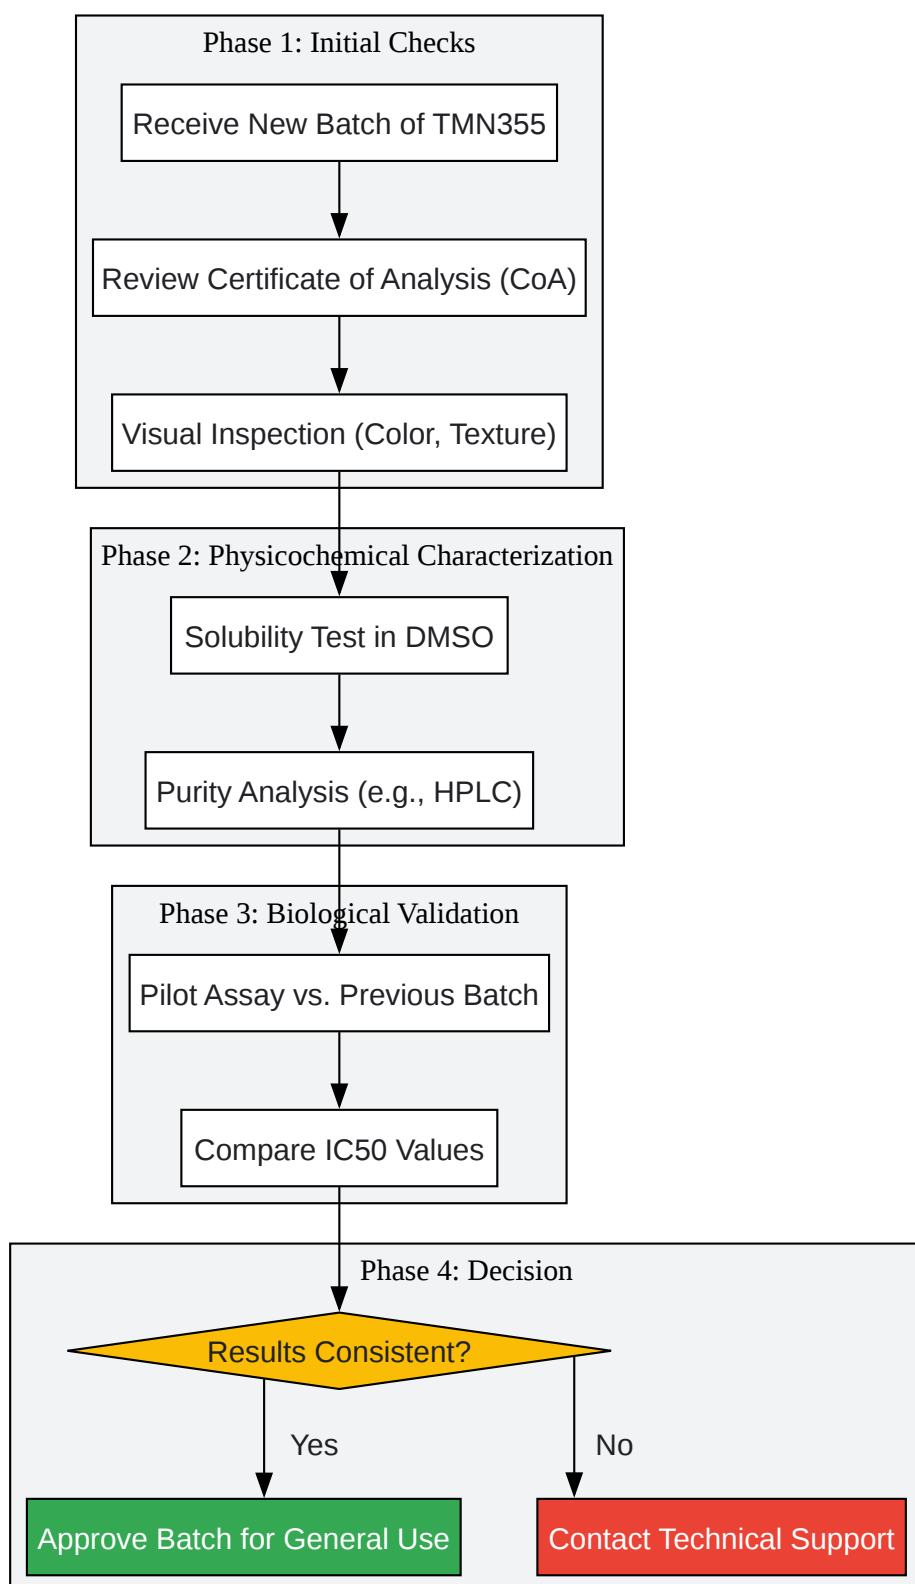 Phase 1: Initial Checks
Receive New Batch of TMN355
Review Certificate of Analysis (CoA)
Visual Inspection (Color, Texture)
Phase 2: Physicochemical Characterization
Solubility Test in DMSO
Purity Analysis (e.g., HPLC)
Phase 3: Biological Validation
Pilot Assay vs. Previous Batch
Compare IC50 Values
Phase 4: Decision
Results Consistent?
Yes
No
Approve Batch for General Use
Contact Technical Support